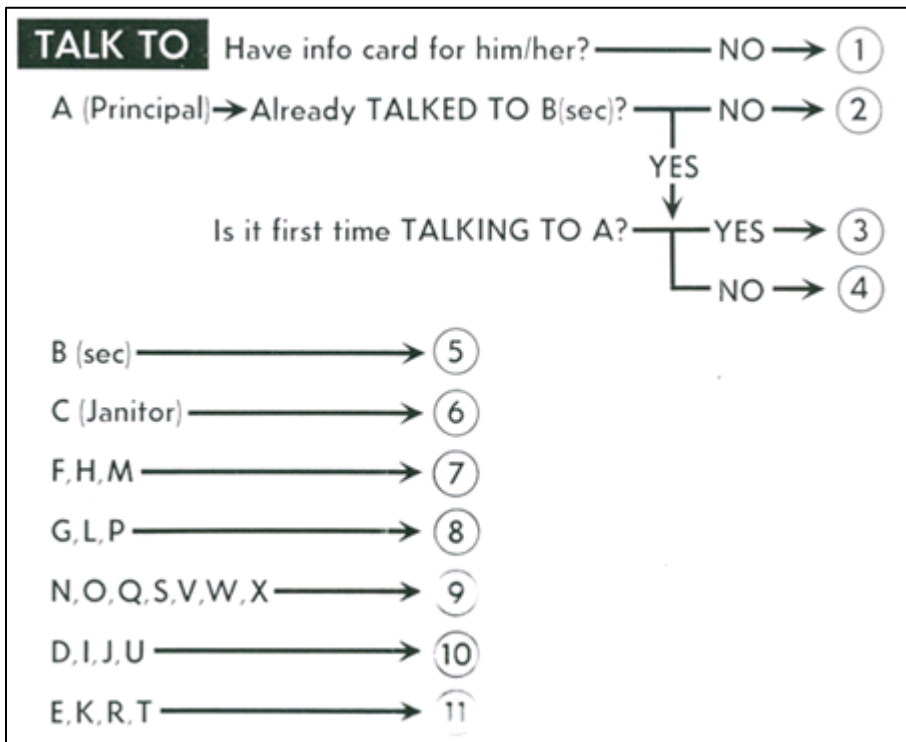 TALK TO Have info card for him/her? NO 1
A (Principal) Already TALKED TO B(sec)? NO 2
YES
Is it first time TALKING TO A? YES 3
NO 4
B (sec) 5
C (Janitor) 6
F,H,M 7
G,L,P 8
N,O,Q,S,V,W,X 9
D,I,J,U 10
E,K,R,T 11